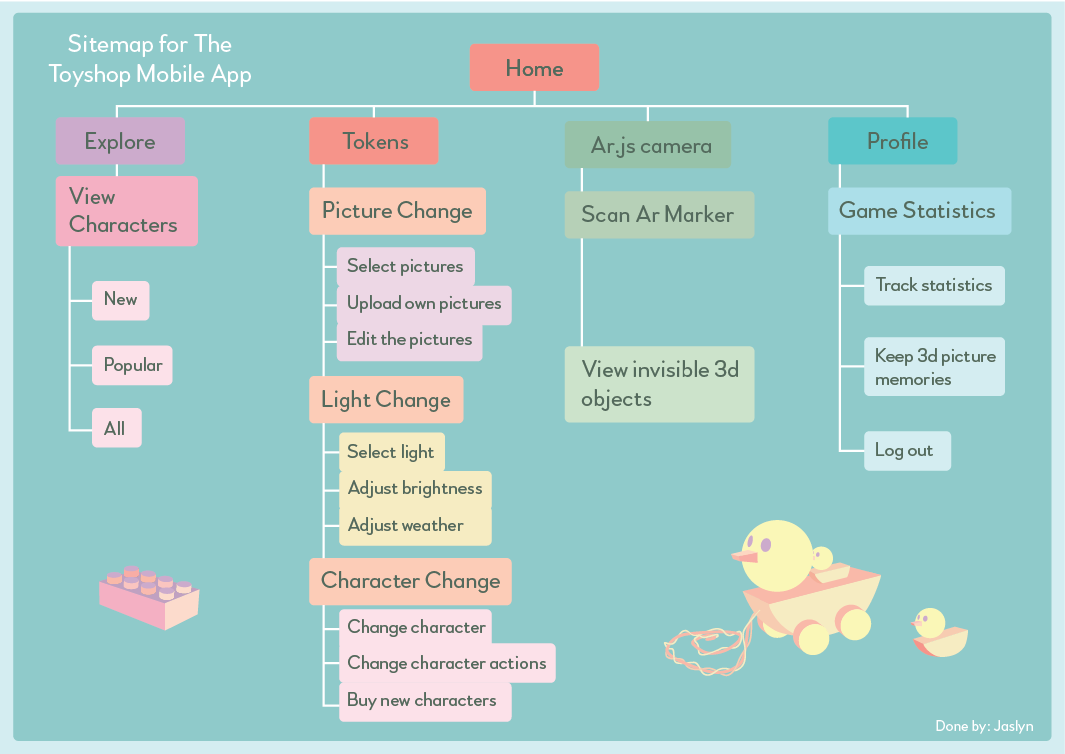 Sitemap for The
Toyshop Mobile App
Home
Explore
View
Characters
New
Popular
All
Tokens
Picture Change
Select pictures
Upload own pictures
Edit the pictures
Light Change
Select light
Adjust brightness
Adjust weather
Character Change
Change character
Change character actions
Buy new characters
Ar.js camera
Scan Ar Marker
View invisible 3d
objects
Profile
Game Statistics
Track statistics
Keep 3d picture
memories
Log out
Done by: Jaslyn